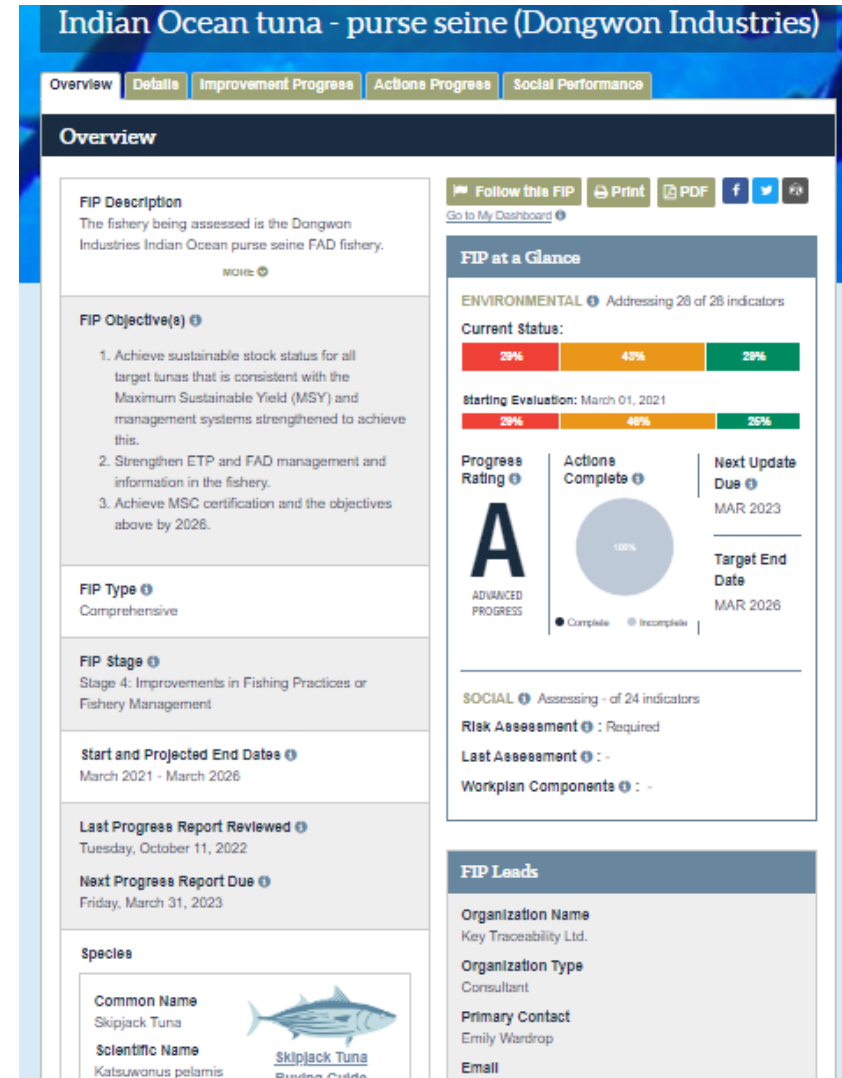 Indian Ocean tuna - purse seine (Dongwon Industries)
Overview
Details
Improvement Progress
Actions Progress
Social Performance
Overview
FIP Description
The fishery being assessed is the Dongwon
Industries Indian Ocean purse seine FAD fishery.
MORE
FIP Objective(s)
1. Achieve sustainable stock status for all
target tunas that is consistent with the
Maximum Sustainable Yield (MSY) and
management systems strengthened to achieve
this.
2. Strengthen ETP and FAD management and
information in the fishery.
3. Achieve MSC certification and the objectives
above by 2026.
FIP Type
Comprehensive
FIP Stage
Stage 4: Improvements in Fishing Practices or
Fishery Management
Start and Projected End Dates
March 2021 - March 2026
Last Progress Report Reviewed
Tuesday, October 11, 2022
Next Progress Report Due
Friday, March 31, 2023
Species
Common Name
Skipjack Tuna
Scientific Name
Katsuwonus pelamis
Skipjack Tuna
Buying Guide
Follow this FIP
Print
PDF
Go to My Dashboard
FIP at a Glance
ENVIRONMENTAL Addressing 28 of 28 indicators
Current Status:
29% 43% 29%
Starting Evaluation: March 01, 2021
29% 46% 25%
Progress
Rating
A
ADVANCED
PROGRESS
Actions
Complete
100%
Complete Incomplete
Next Update
Due
MAR 2023
Target End
Date
MAR 2026
SOCIAL Assessing - of 24 indicators
Risk Assessment : Required
Last Assessment : -
Workplan Components : -
FIP Leads
Organization Name
Key Traceability Ltd.
Organization Type
Consultant
Primary Contact
Emily Wardrop
Email